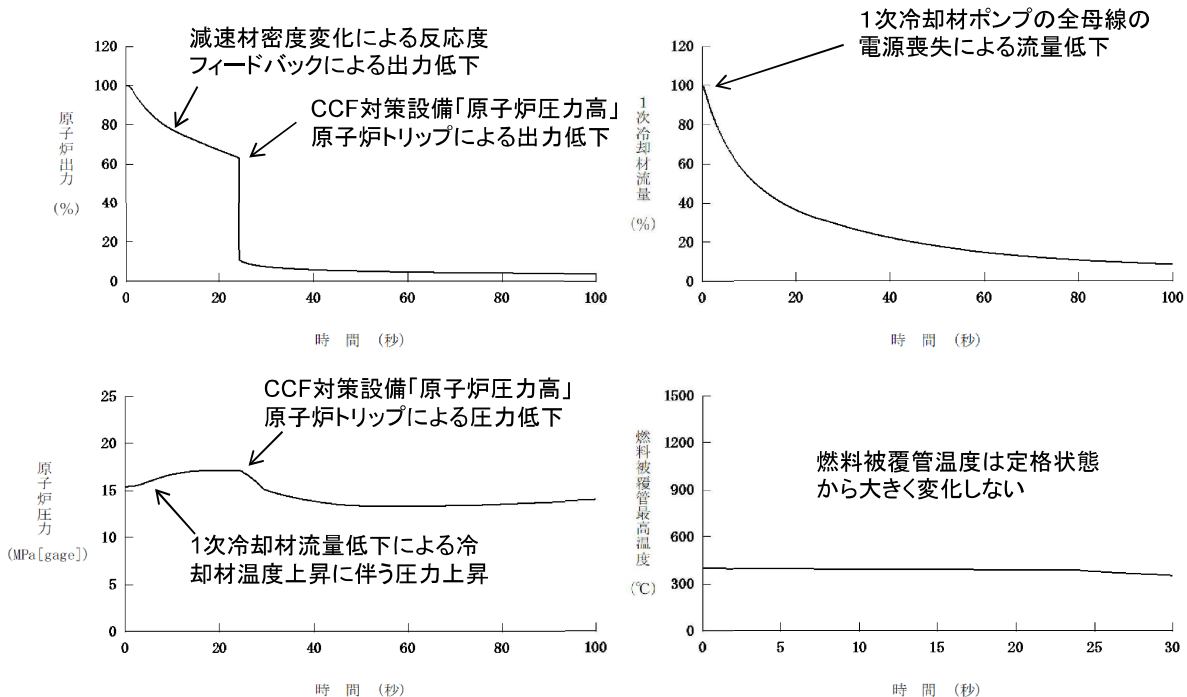 減速材密度変化による反応度
フィードバックによる出力低下
CCF対策設備「原子炉圧力高」
原子炉トリップによる出力低下
原子炉出力
(%)
120
100
80
60
40
20
0
0 20 40 60 80 100
時 間 (秒)
1次冷却材ポンプの全母線の
電源喪失による流量低下
1次冷却材流量
(%)
120
100
80
60
40
20
0
0 20 40 60 80 100
時 間 (秒)
CCF対策設備「原子炉圧力高」
原子炉トリップによる圧力低下
原子炉圧力
(MPa[gage])
25
20
15
10
5
0
1次冷却材流量低下による冷
却材温度上昇に伴う圧力上昇
0 20 40 60 80 100
時 間 (秒)
燃料被覆管温度は定格状態
から大きく変化しない
燃料被覆管最高温度
(℃)
1500
1200
900
600
300
0
0 5 10 15 20 25 30
時 間 (秒)